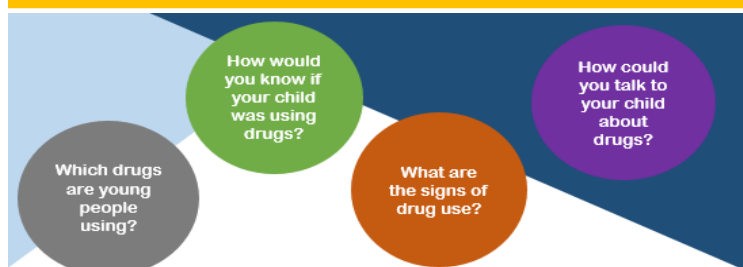 Which drugs
are young
people
using?
How would
you know if
your child
was using
drugs?
What are
the signs of
drug use?
How could
you talk to
your child
about
drugs?